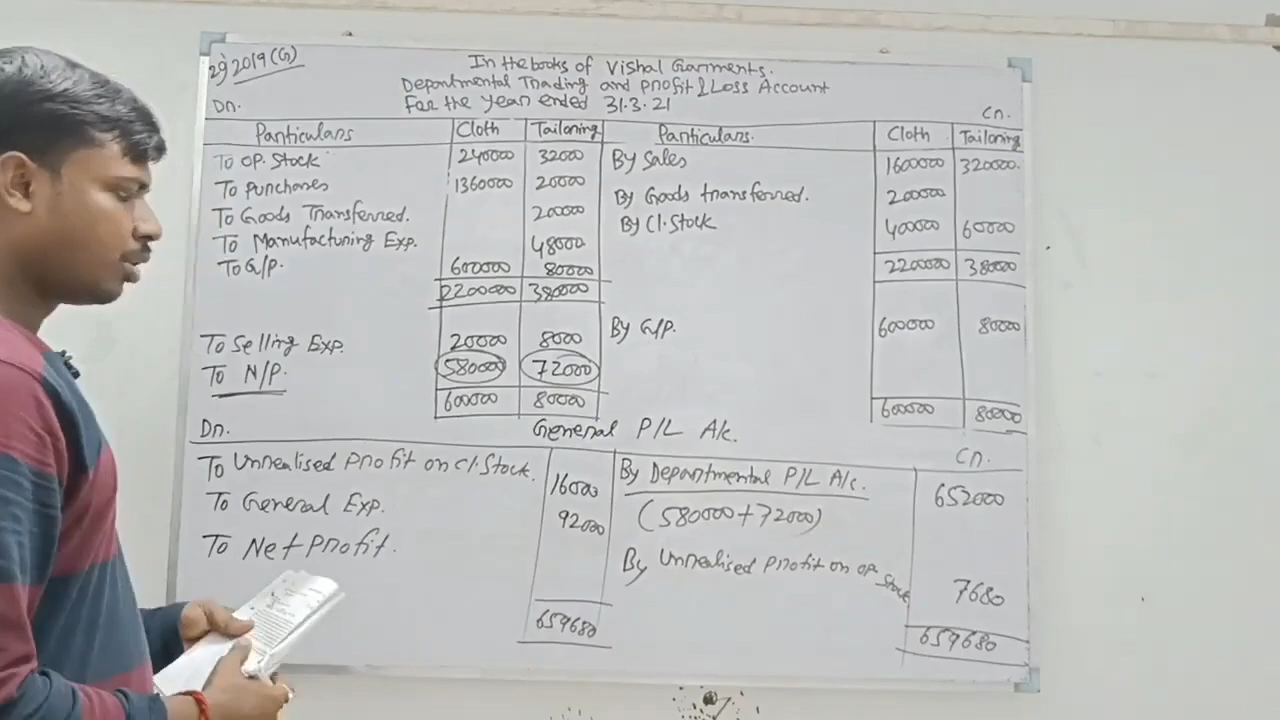 29) 2019(G)
In the books of Vishal Garments.
Departmental Trading and Profit & Loss Account
For the Year ended 31.3.21
Dr. Cr.
Particulars Cloth Tailoring Particulars. Cloth Tailoring
To OP. Stock 240000 32000 By Sales 1600000 320000
To Purchases 1360000 20000 By Goods transferred. 200000
To Goods Transferred. 200000 By Cl. Stock 400000 60000
To Manufacturing Exp. 48000
To G/P. 600000 80000 2200000 380000
2200000 380000
To Selling Exp. 20000 8000 By G/P. 600000 80000
To N/P. 580000 72000
600000 80000 600000 80000
General P/L A/c.
Dr. Cr.
To Unrealised Profit on Cl. Stock. 16000 By Departmental P/L A/c. 652000
To General Exp. 92000 (580000+72000)
To Net Profit. By Unrealised Profit on OP. Stock 7680
659680 659680